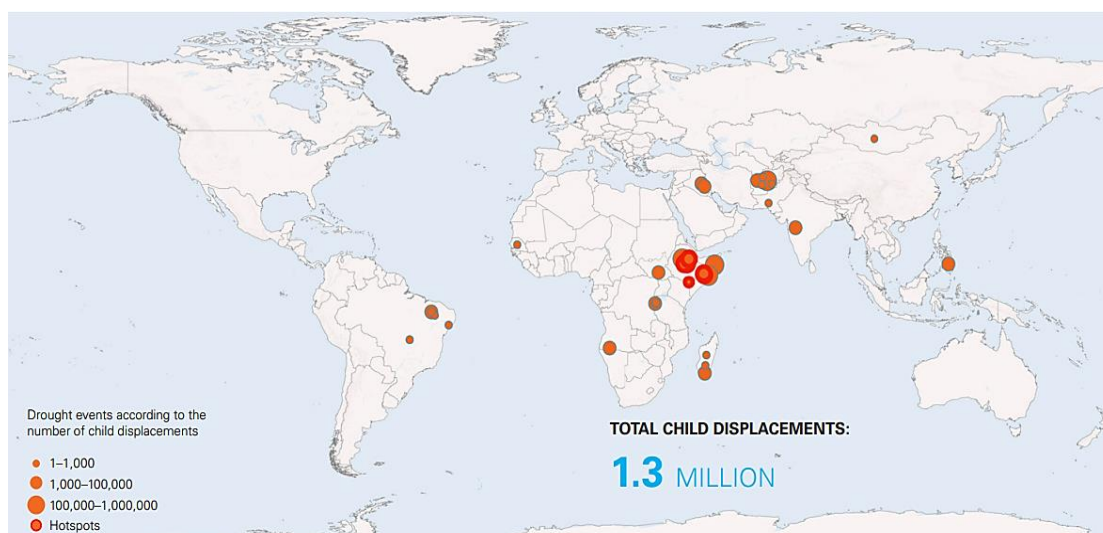 Drought events according to the
number of child displacements
1–1,000
1,000–100,000
100,000–1,000,000
Hotspots
TOTAL CHILD DISPLACEMENTS:
1.3 MILLION